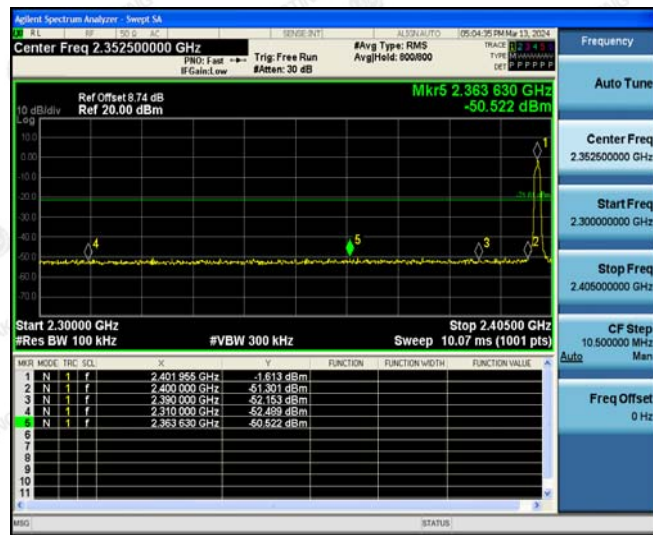 Agilent Spectrum Analyzer - Swept SA
RL RF 50 Ω AC SENSE:INT ALIGNAUTO 05:04:35 PM Mar 13, 2024
Center Freq 2.352500000 GHz
PNO: Fast
IFGain:Low
Trig: Free Run
#Atten: 30 dB
#Avg Type: RMS
Avg|Hold: 800/800
TRACE 1 2 3 4 5 6
TYPE
DET P P P P P P
Frequency
Ref Offset 8.74 dB
10 dB/div Ref 20.00 dBm
Log
Mkr5 2.363 630 GHz
-50.522 dBm
10.0
0.00
-10.0
-20.0
-30.0
-40.0
-50.0
-60.0
-70.0
1
2
3
4
5
Start 2.30000 GHz Stop 2.40500 GHz
#Res BW 100 kHz #VBW 300 kHz Sweep 10.07 ms (1001 pts)
MKR MODE TRC SCL X Y FUNCTION FUNCTION WIDTH FUNCTION VALUE
1 N 1 f 2.401 955 GHz -1.613 dBm
2 N 1 f 2.400 000 GHz -51.301 dBm
3 N 1 f 2.390 000 GHz -52.153 dBm
4 N 1 f 2.310 000 GHz -52.489 dBm
5 N 1 f 2.363 630 GHz -50.522 dBm
6
7
8
9
10
11
MSG STATUS
Auto Tune
Center Freq
2.352500000 GHz
Start Freq
2.300000000 GHz
Stop Freq
2.405000000 GHz
CF Step
10.500000 MHz
Auto Man
Freq Offset
0 Hz